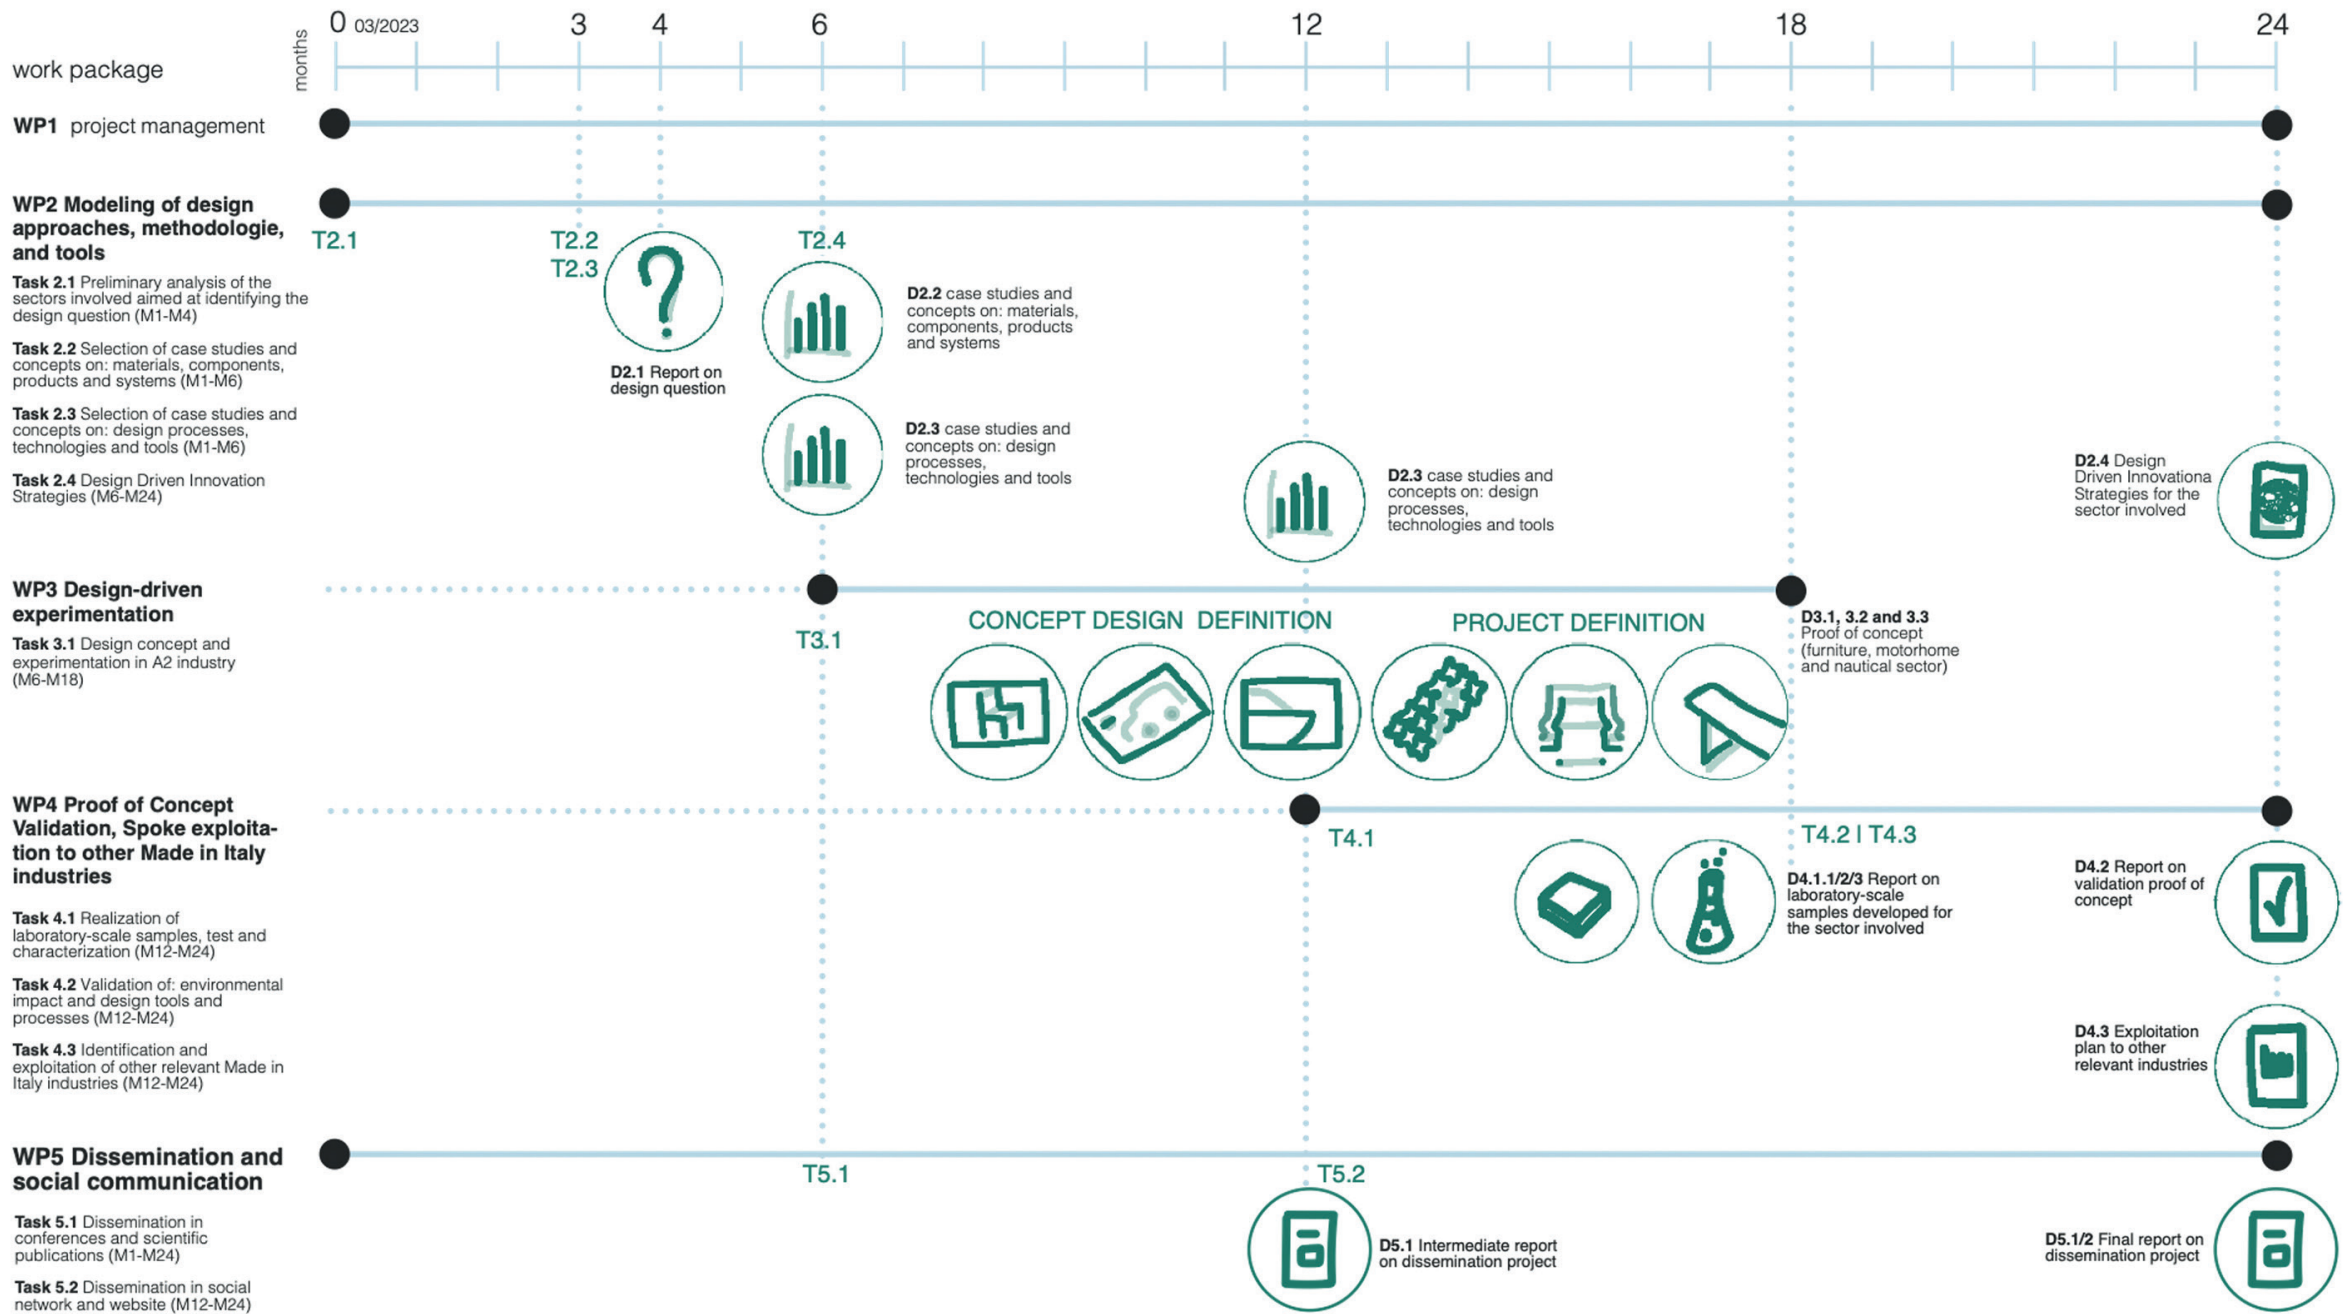 0 03/2023 3 4 6 12 18 24
months
work package
WP1 project management
WP2 Modeling of design
approaches, methodologie,
and tools
Task 2.1 Preliminary analysis of the
sectors involved aimed at identifying the
design question (M1-M4)
Task 2.2 Selection of case studies and
concepts on: materials, components,
products and systems (M1-M6)
Task 2.3 Selection of case studies and
concepts on: design processes,
technologies and tools (M1-M6)
Task 2.4 Design Driven Innovation
Strategies (M6-M24)
T2.1
T2.2
T2.3
T2.4
D2.1 Report on
design question
D2.2 case studies and
concepts on: materials,
components, products
and systems
D2.3 case studies and
concepts on: design
processes,
technologies and tools
D2.3 case studies and
concepts on: design
processes,
technologies and tools
D2.4 Design
Driven Innovationa
Strategies for the
sector involved
WP3 Design-driven
experimentation
Task 3.1 Design concept and
experimentation in A2 industry
(M6-M18)
T3.1
CONCEPT DESIGN DEFINITION
PROJECT DEFINITION
D3.1, 3.2 and 3.3
Proof of concept
(furniture, motorhome
and nautical sector)
WP4 Proof of Concept
Validation, Spoke exploita-
tion to other Made in Italy
industries
Task 4.1 Realization of
laboratory-scale samples, test and
characterization (M12-M24)
Task 4.2 Validation of: environmental
impact and design tools and
processes (M12-M24)
Task 4.3 Identification and
exploitation of other relevant Made in
Italy industries (M12-M24)
T4.1
T4.2 I T4.3
D4.1.1/2/3 Report on
laboratory-scale
samples developed for
the sector involved
D4.2 Report on
validation proof of
concept
D4.3 Exploitation
plan to other
relevant industries
WP5 Dissemination and
social communication
Task 5.1 Dissemination in
conferences and scientific
publications (M1-M24)
Task 5.2 Dissemination in social
network and website (M12-M24)
T5.1
T5.2
D5.1 Intermediate report
on dissemination project
D5.1/2 Final report on
dissemination project